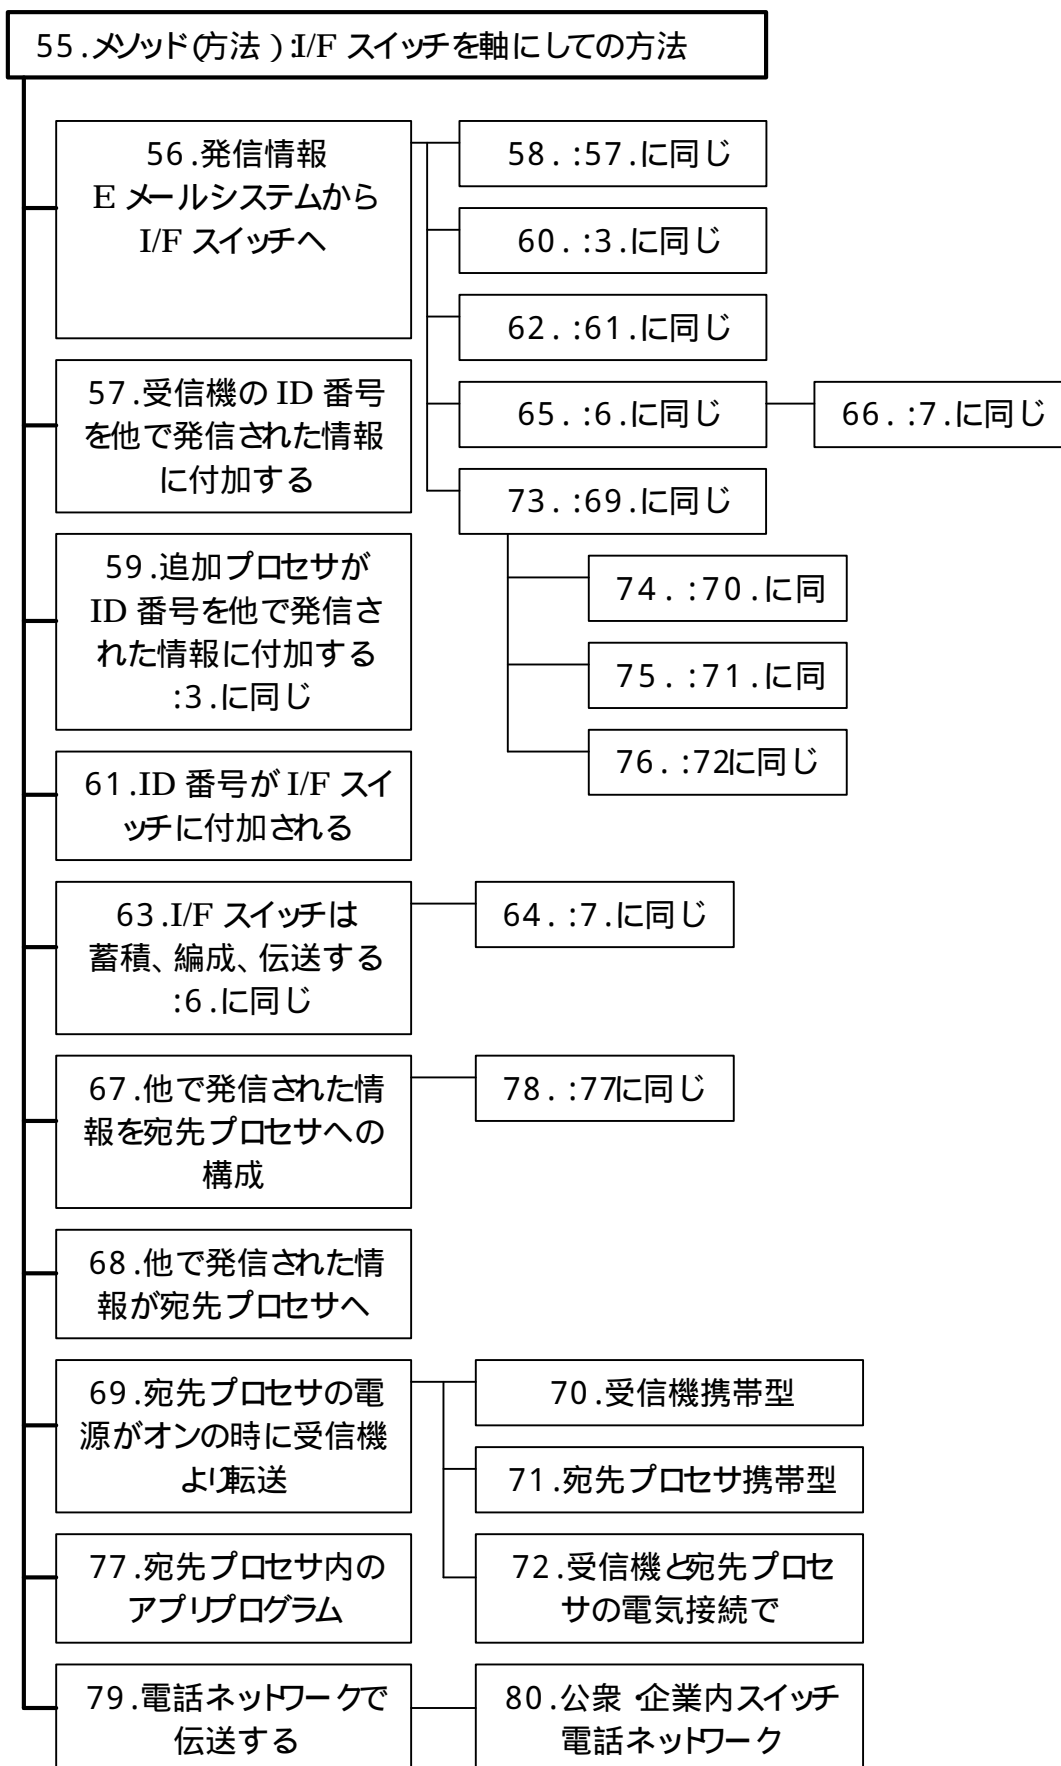 55.メソッド(方法):I/F スイッチを軸にしての方法
56.発信情報
E メールシステムから
I/F スイッチへ
58.:57.に同じ
60.:3.に同じ
62.:61.に同じ
65.:6.に同じ
66.:7.に同じ
73.:69.に同じ
74.:70.に同
75.:71.に同
76.:72に同じ
57.受信機の ID 番号
を他で発信された情報
に付加する
59.追加プロセサが
ID 番号を他で発信さ
れた情報に付加する
:3.に同じ
61.ID 番号が I/F スイ
ッチに付加される
63.I/F スイッチは
蓄積、編成、伝送する
:6.に同じ
64.:7.に同じ
67.他で発信された情
報を宛先プロセサへの
構成
78.:77に同じ
68.他で発信された情
報が宛先プロセサへ
69.宛先プロセサの電
源がオンの時に受信機
より転送
70.受信機携帯型
71.宛先プロセサ携帯型
72.受信機と宛先プロセ
サの電気接続で
77.宛先プロセサ内の
アプリプログラム
79.電話ネットワークで
伝送する
80.公衆・企業内スイッチ
電話ネットワーク